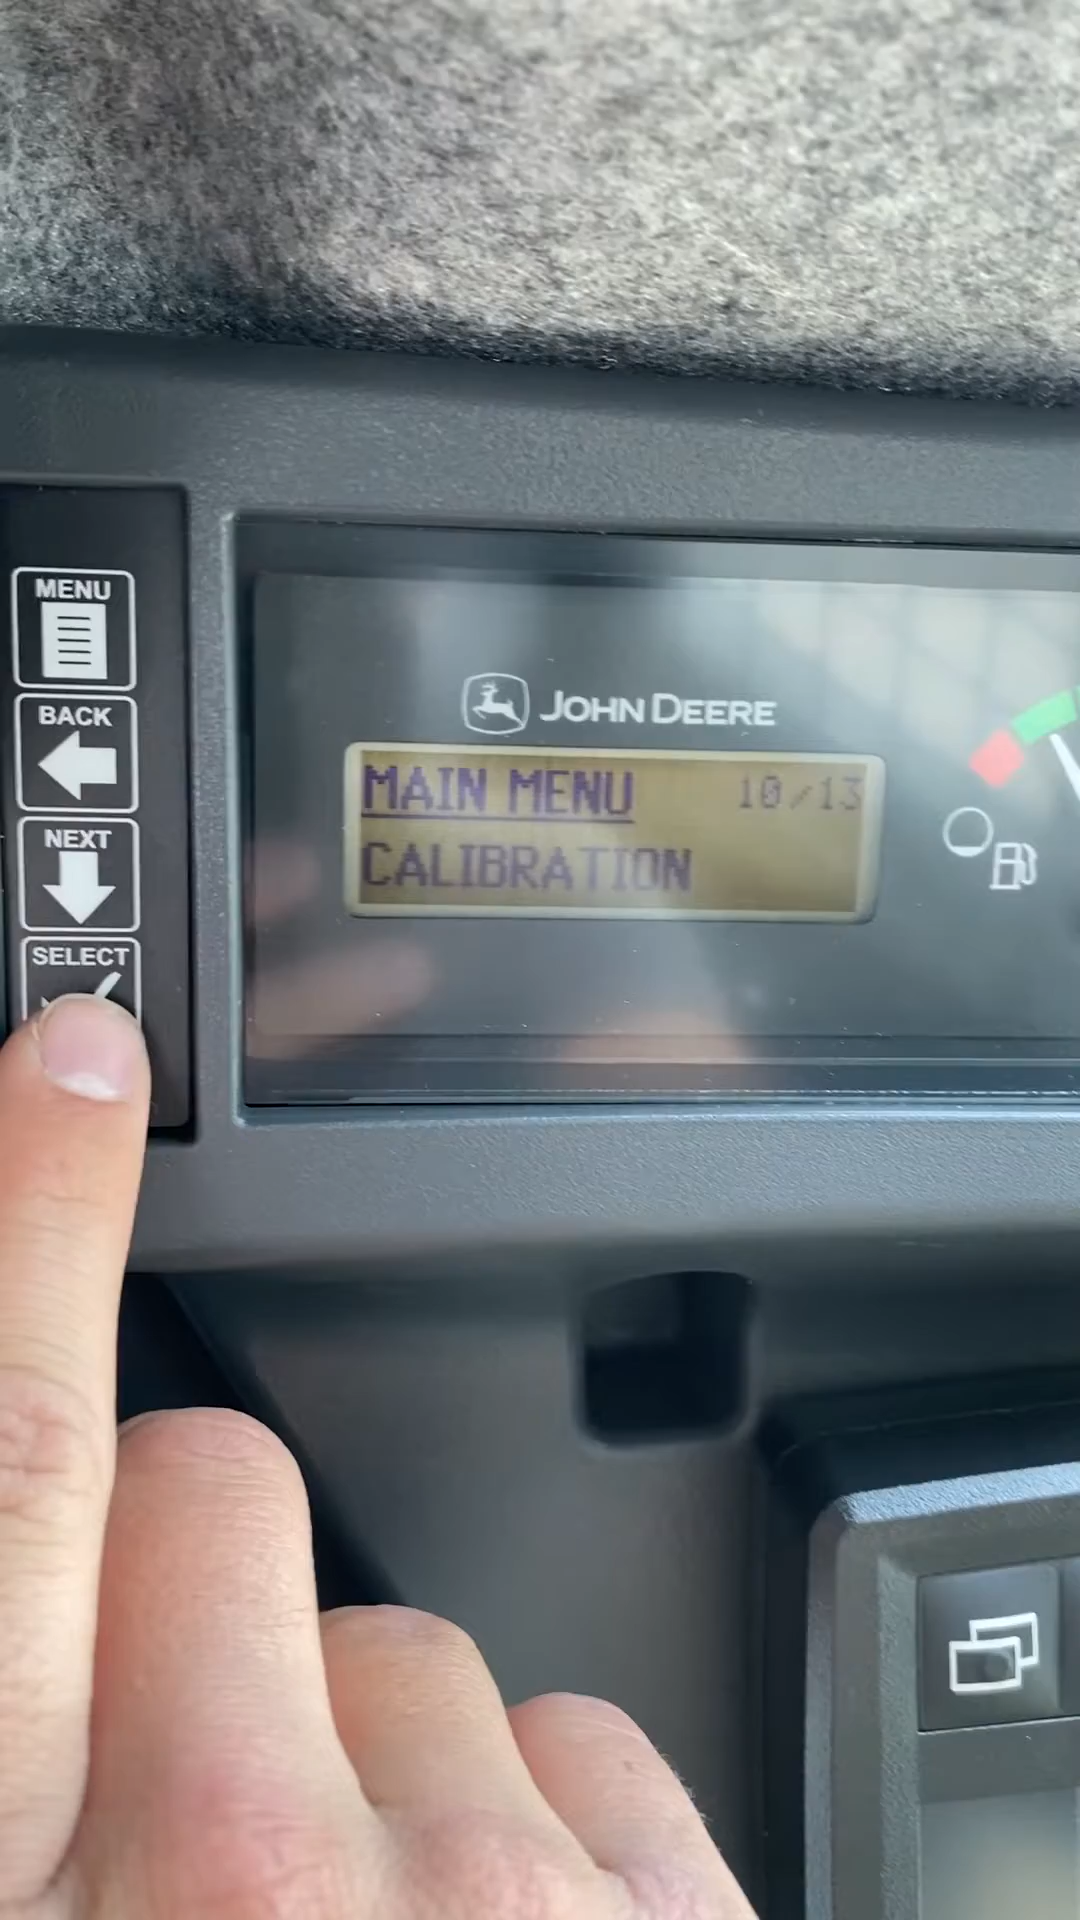 MENU
BACK
NEXT
SELECT
JOHN DEERE
MAIN MENU 10/13
CALIBRATION